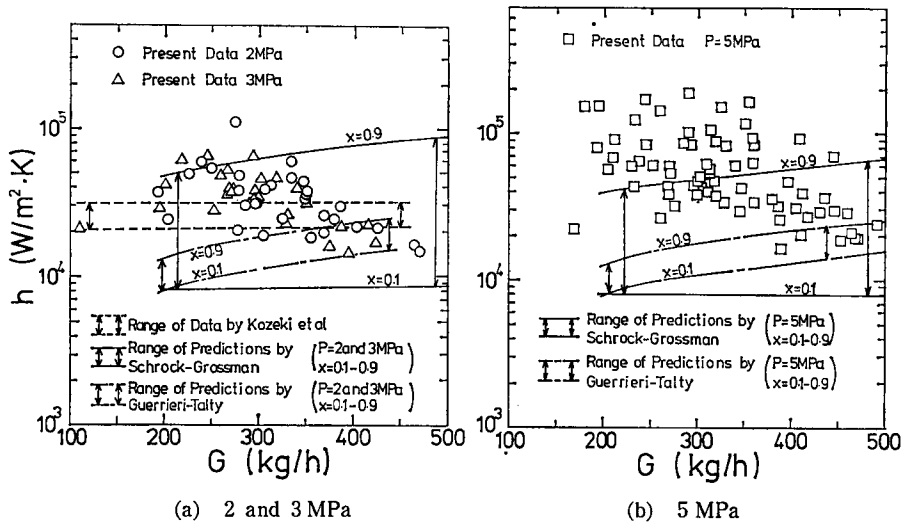 (a)
Present Data 2MPa
Present Data 3MPa
x=0.9
x=0.9
x=0.1
x=0.1
Range of Data by Kozeki et al
Range of Predictions by
Schrock-Grossman
(P=2and3MPa
x=0.1-0.9)
Range of Predictions by
Guerrieri-Talty
(P=2and3MPa
x=0.1-0.9)
10⁵
10⁴
10³
h (W/m²·K)
100 200 300 400 500
G (kg/h)
(a) 2 and 3 MPa
b)
Present Data P=5MPa
x=0.9
x=0.9
x=0.1
x=0.1
Range of Predictions by
Schrock-Grossman
(P=5MPa
x=0.1-0.9)
Range of Predictions by
Guerrieri-Talty
(P=5MPa
x=0.1-0.9)
10⁵
10⁴
10³
100 200 300 400 500
G (kg/h)
(b) 5 MPa